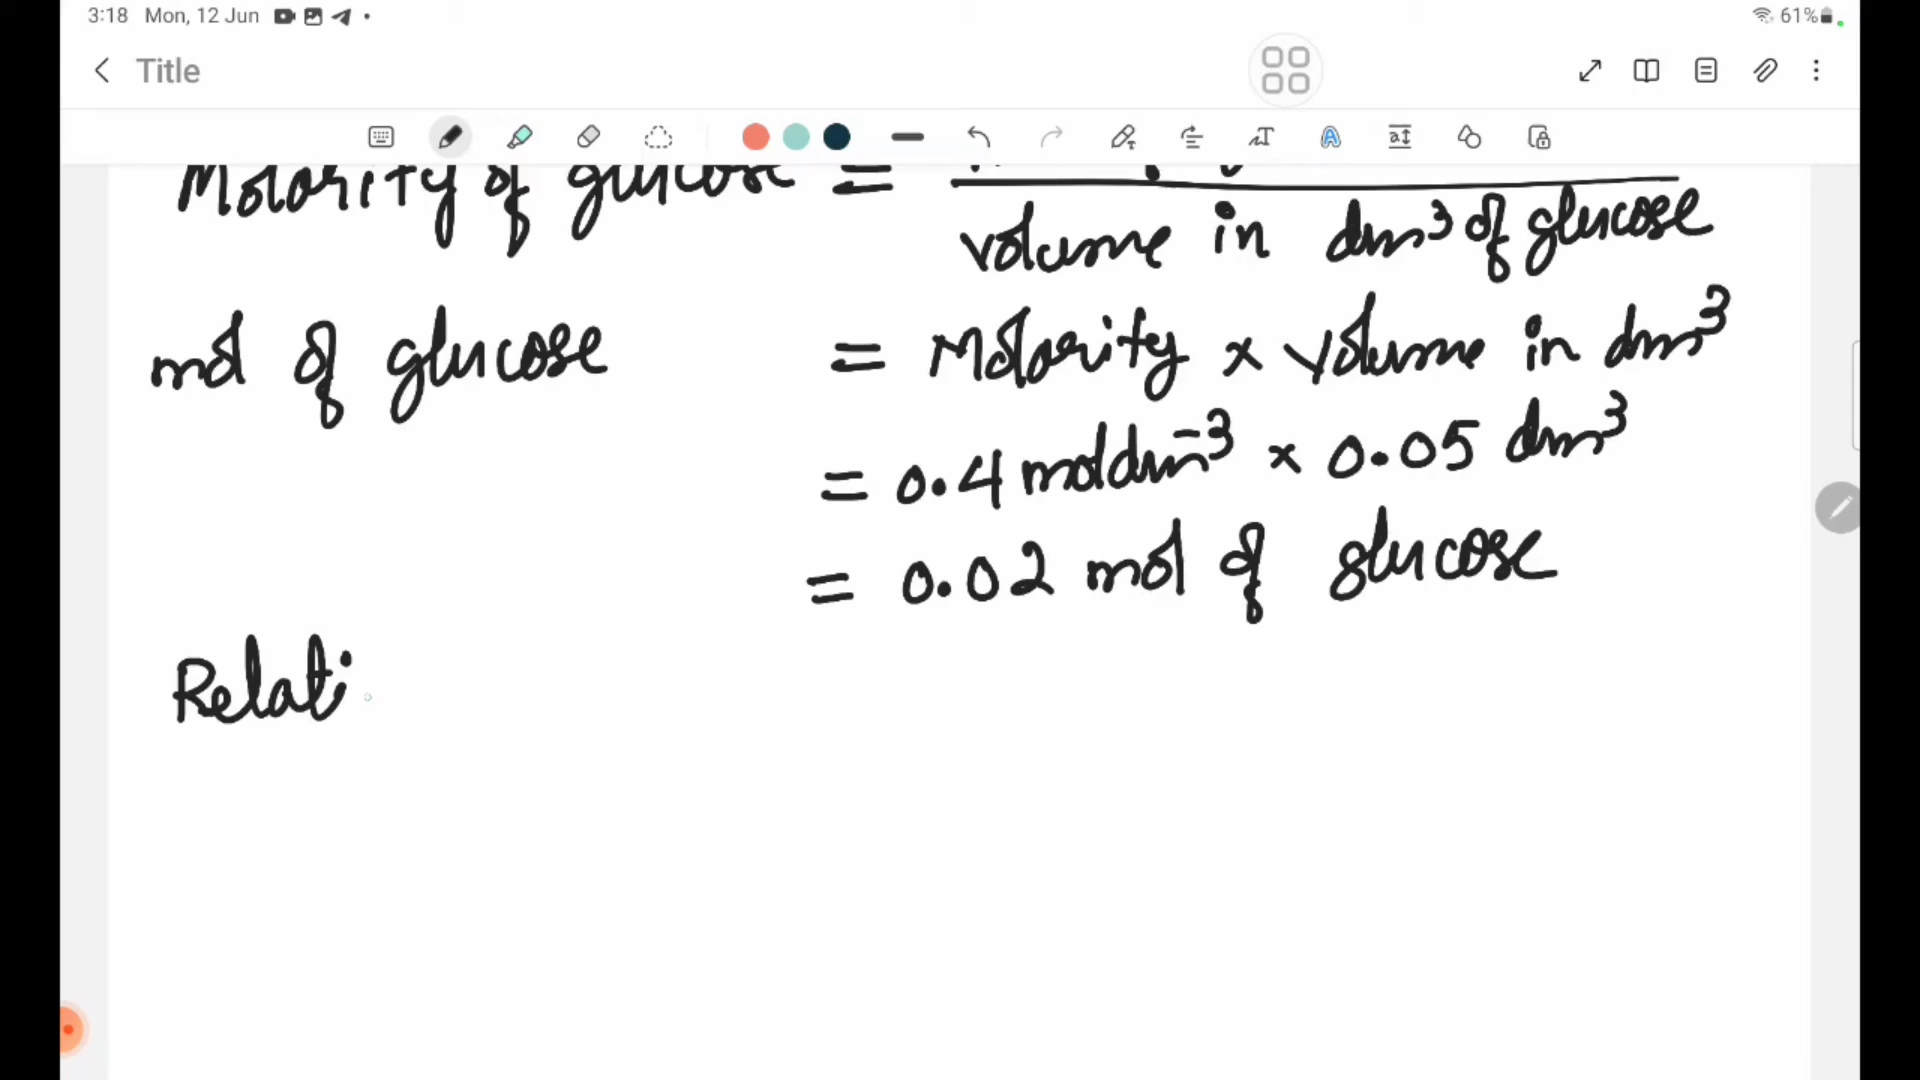 3:18 Mon, 12 Jun
61%
Title
Molarity of glucose =
volume in dm³ of glucose
mol of glucose = Molarity x volume in dm³
= 0.4 moldm⁻³ x 0.05 dm³
= 0.02 mol of glucose
Relati